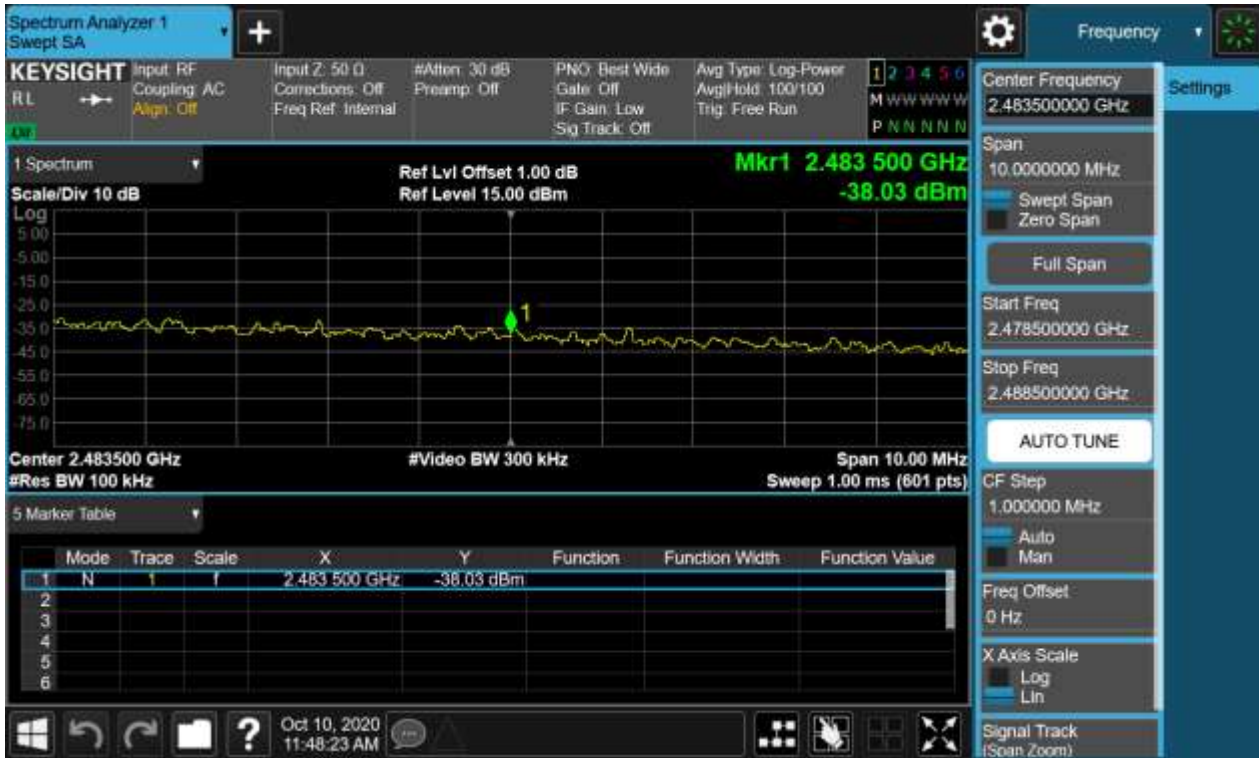 Spectrum Analyzer 1
Swept SA
+
Frequency
KEYSIGHT
RL
Input: RF
Coupling: AC
Align: Off
Input Z: 50 Ω
Corrections: Off
Freq Ref: Internal
#Atten: 30 dB
Preamp: Off
PNO: Best Wide
Gate: Off
IF Gain: Low
Sig Track: Off
Avg Type: Log-Power
Avg|Hold: 100/100
Trig: Free Run
1 2 3 4 5 6
M W W W W W
P N N N N N
1 Spectrum
Scale/Div 10 dB
Ref Lvl Offset 1.00 dB
Ref Level 15.00 dBm
Mkr1 2.483 500 GHz
-38.03 dBm
Log
5.00
-5.00
-15.0
-25.0
-35.0
-45.0
-55.0
-65.0
-75.0
1
Center 2.483500 GHz
#Res BW 100 kHz
#Video BW 300 kHz
Span 10.00 MHz
Sweep 1.00 ms (601 pts)
5 Marker Table
Mode Trace Scale X Y Function Function Width Function Value
1 N 1 f 2.483 500 GHz -38.03 dBm
2
3
4
5
6
Oct 10, 2020
11:48:23 AM
?
Center Frequency
2.483500000 GHz
Settings
Span
10.0000000 MHz
Swept Span
Zero Span
Full Span
Start Freq
2.478500000 GHz
Stop Freq
2.488500000 GHz
AUTO TUNE
CF Step
1.000000 MHz
Auto
Man
Freq Offset
0 Hz
X Axis Scale
Log
Lin
Signal Track
(Span Zoom)